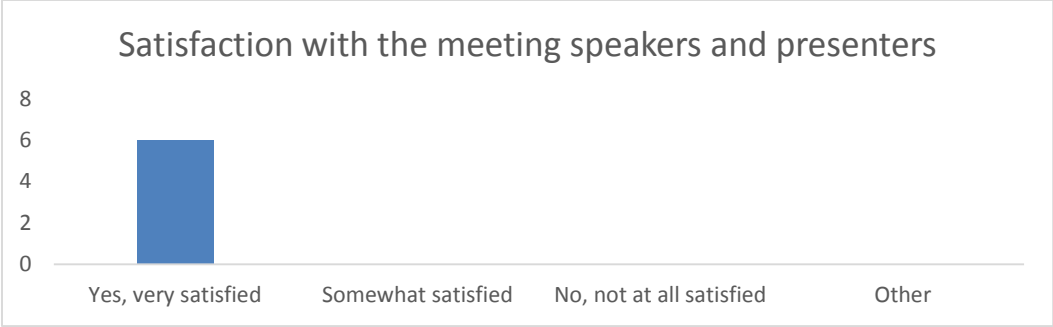 Satisfaction with the meeting speakers and presenters
8
6
4
2
0
Yes, very satisfied
Somewhat satisfied
No, not at all satisfied
Other